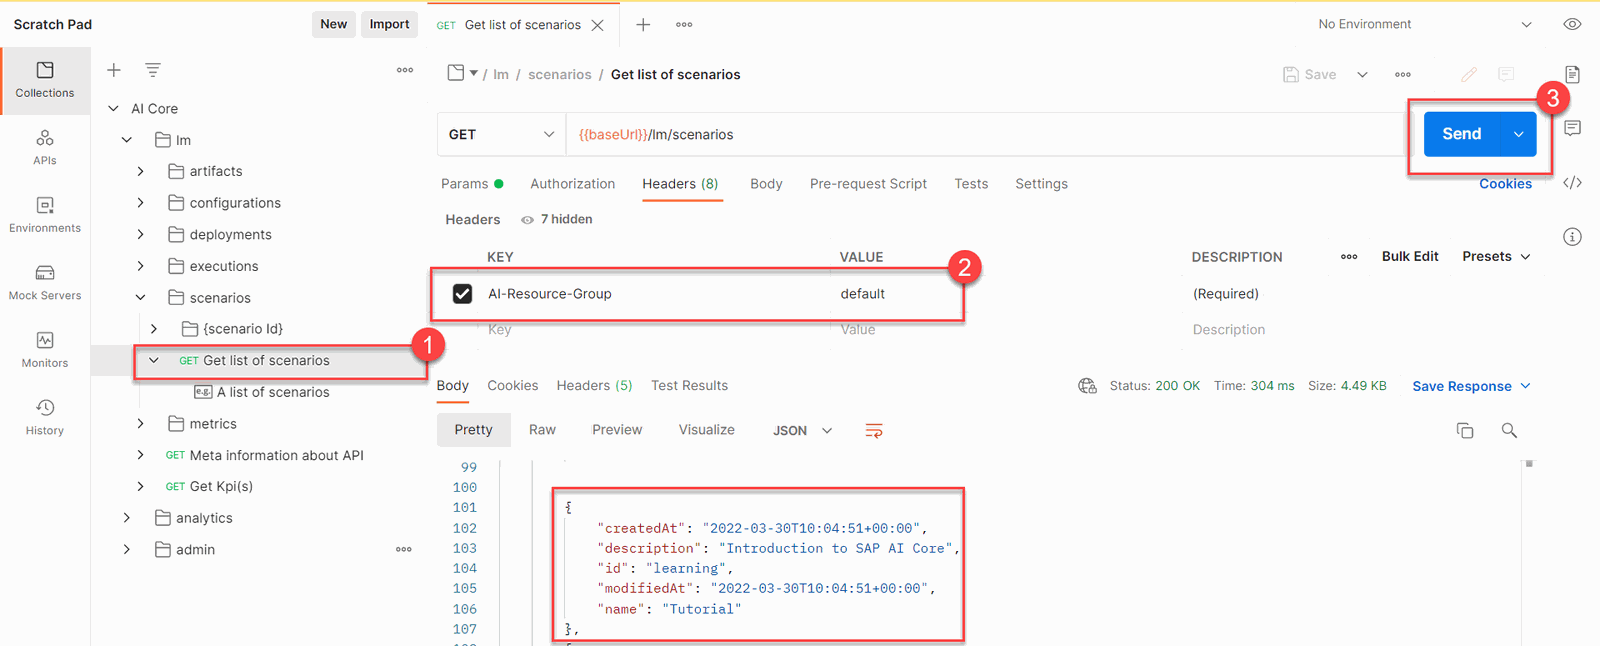 Scratch Pad
New
Import
GET Get list of scenarios
No Environment
Collections
APIs
Environments
Mock Servers
Monitors
History
AI Core
lm
artifacts
configurations
deployments
executions
scenarios
{scenario Id}
GET Get list of scenarios
1
e.g. A list of scenarios
metrics
GET Meta information about API
GET Get Kpi(s)
analytics
admin
/ lm / scenarios / Get list of scenarios
Save
GET
{{baseUrl}}/lm/scenarios
Send
3
Params
Authorization
Headers (8)
Body
Pre-request Script
Tests
Settings
Cookies
Headers
7 hidden
KEY
VALUE
DESCRIPTION
Bulk Edit
Presets
2
AI-Resource-Group
default
(Required)
Key
Value
Description
Body
Cookies
Headers (5)
Test Results
Status: 200 OK
Time: 304 ms
Size: 4.49 KB
Save Response
Pretty
Raw
Preview
Visualize
JSON
99
100
101 {
102 "createdAt": "2022-03-30T10:04:51+00:00",
103 "description": "Introduction to SAP AI Core",
104 "id": "learning",
105 "modifiedAt": "2022-03-30T10:04:51+00:00",
106 "name": "Tutorial"
107 },